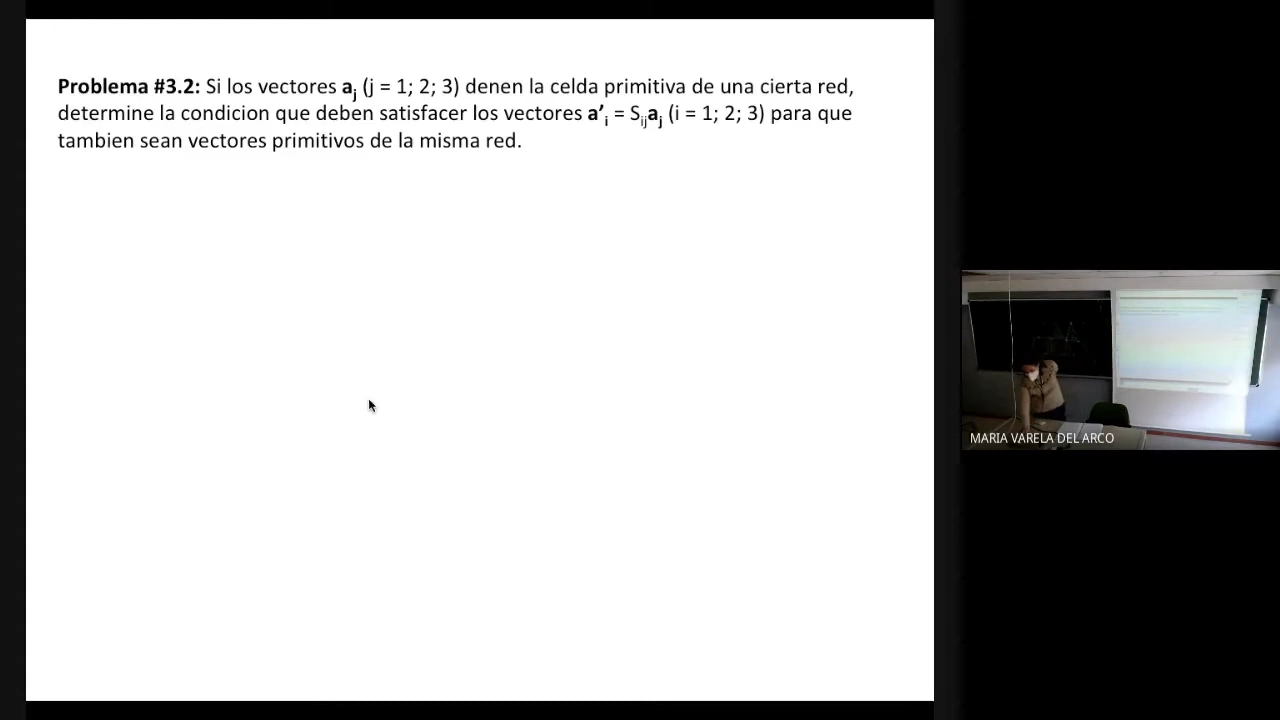 Problema #3.2: Si los vectores aj (j = 1; 2; 3) denen la celda primitiva de una cierta red,
determine la condicion que deben satisfacer los vectores a’i = Sijaj (i = 1; 2; 3) para que
tambien sean vectores primitivos de la misma red.
MARIA VARELA DEL ARCO